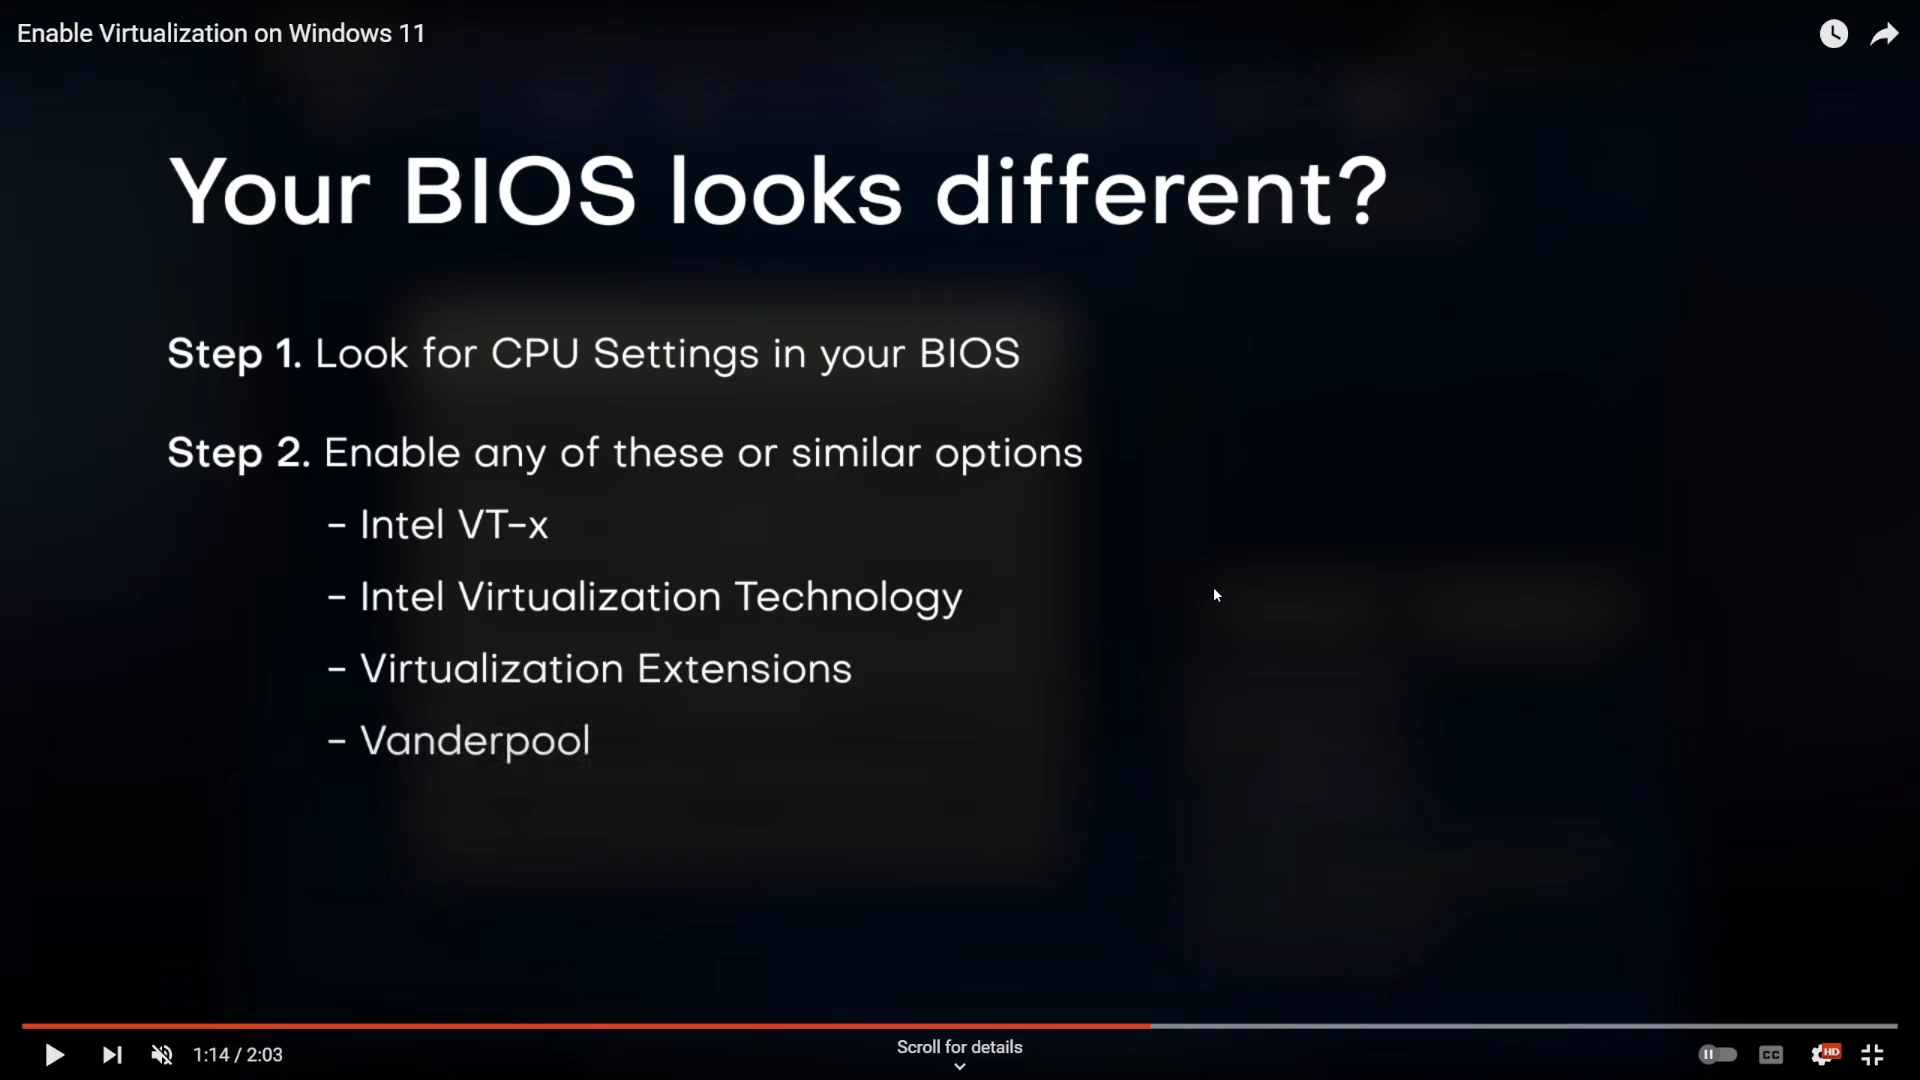 Enable Virtualization on Windows 11
Your BIOS looks different?
Step 1. Look for CPU Settings in your BIOS
Step 2. Enable any of these or similar options
- Intel VT-x
- Intel Virtualization Technology
- Virtualization Extensions
- Vanderpool
1:14 / 2:03
Scroll for details
CC
HD